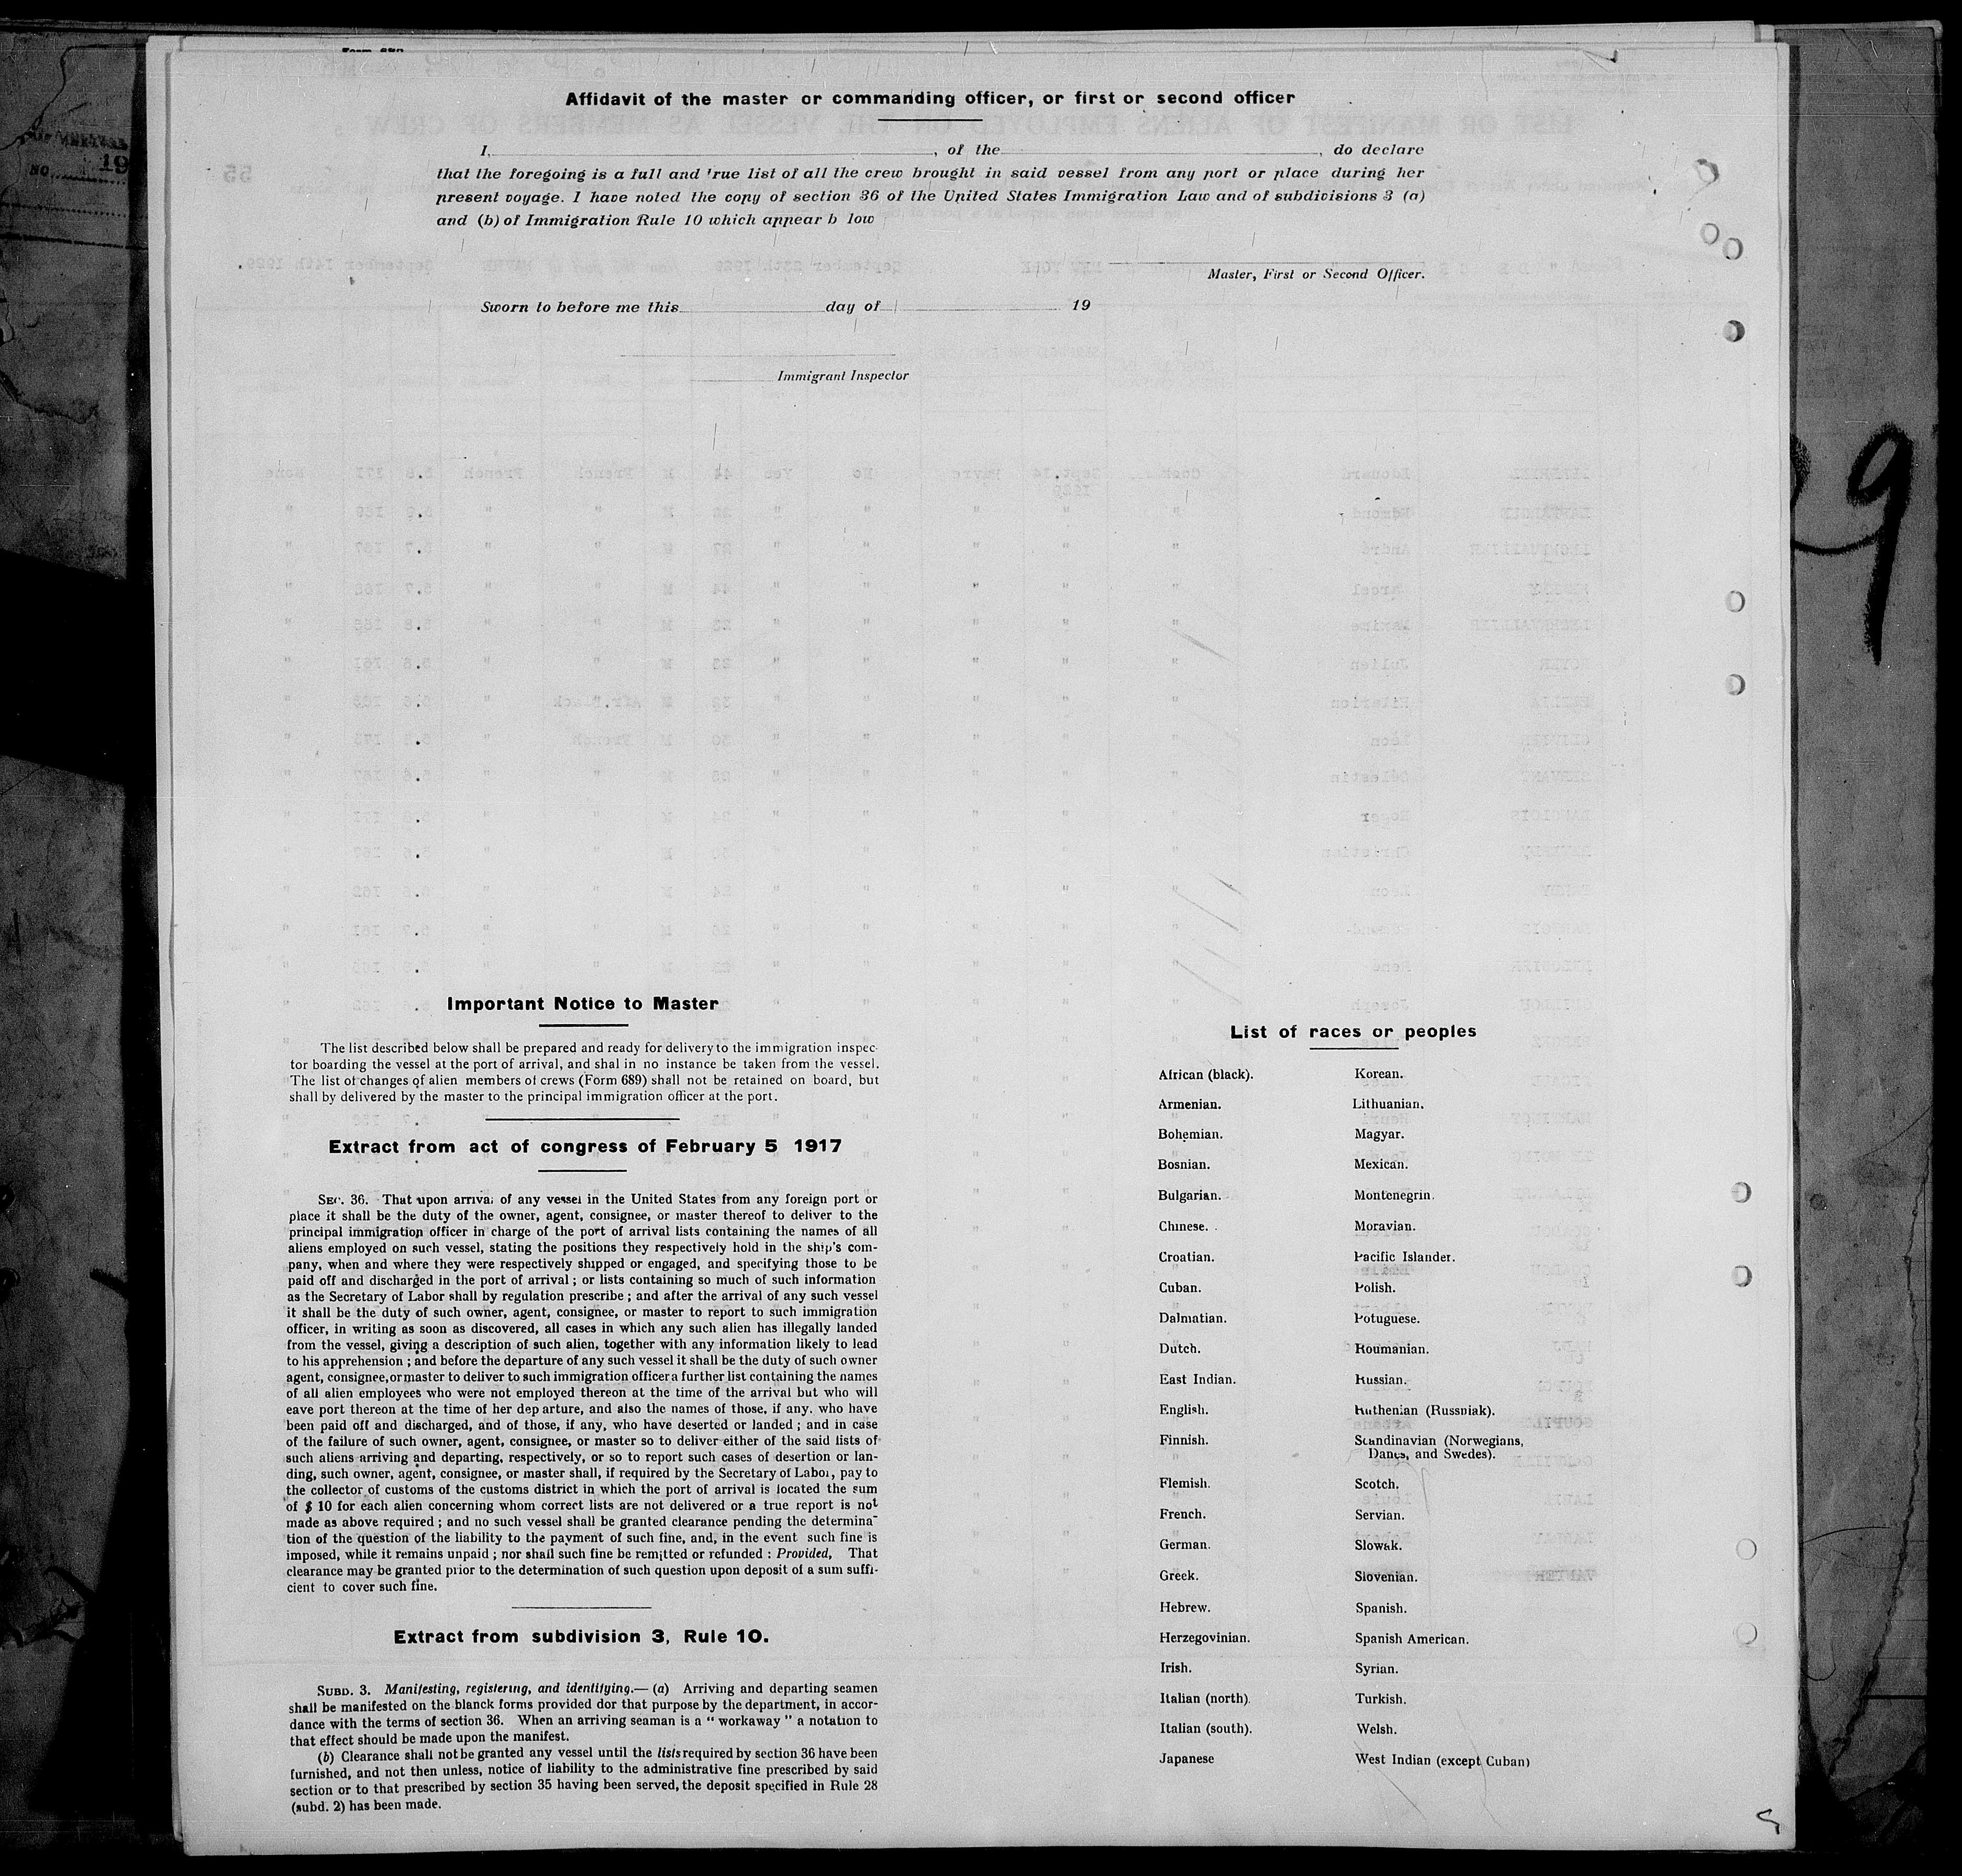 Affidavit of the master or commanding officer, or first or second officer
I, , of the , do declare
that the foregoing is a full and 'rue list of all the crew brought in said vessel from any port or place during her
present voyage. I have noted the copy of section 36 of the United States Immigration Law and of subdivisions 3 (a)
and (b) of Immigration Rule 10 which appear b low
Master, First or Second Officer.
Sworn to before me this day of 19
Immigrant Inspector
Important Notice to Master
The list described below shall be prepared and ready for delivery to the immigration inspec-
tor boarding the vessel at the port of arrival, and shal in no instance be taken from the vessel.
The list of changes of alien members of crews (Form 689) shall not be retained on board, but
shall by delivered by the master to the principal immigration officer at the port.
Extract from act of congress of February 5 1917
SEC. 36. That upon arrival of any vessel in the United States from any foreign port or
place it shall be the duty of the owner, agent, consignee, or master thereof to deliver to the
principal immigration officer in charge of the port of arrival lists containing the names of all
aliens employed on such vessel, stating the positions they respectively hold in the ship's com-
pany, when and where they were respectively shipped or engaged, and specifying those to be
paid off and discharged in the port of arrival ; or lists containing so much of such information
as the Secretary of Labor shall by regulation prescribe ; and after the arrival of any such vessel
it shall be the duty of such owner, agent, consignee, or master to report to such immigration
officer, in writing as soon as discovered, all cases in which any such alien has illegally landed
from the vessel, giving a description of such alien, together with any information likely to lead
to his apprehension ; and before the departure of any such vessel it shall be the duty of such owner
agent, consignee, or master to deliver to such immigration officer a further list containing the names
of all alien employees who were not employed thereon at the time of the arrival but who will
eave port thereon at the time of her dep arture, and also the names of those, if any, who have
been paid off and discharged, and of those, if any, who have deserted or landed ; and in case
of the failure of such owner, agent, consignee, or master so to deliver either of the said lists of
such aliens arriving and departing, respectively, or so to report such cases of desertion or lan-
ding, such owner, agent, consignee, or master shall, if required by the Secretary of Labor, pay to
the collector of customs of the customs district in which the port of arrival is located the sum
of $ 10 for each alien concerning whom correct lists are not delivered or a true report is not
made as above required ; and no such vessel shall be granted clearance pending the determina-
tion of the question of the liability to the payment of such fine, and, in the event such fine is
imposed, while it remains unpaid ; nor shall such fine be remitted or refunded : Provided, That
clearance may be granted prior to the determination of such question upon deposit of a sum suffi-
cient to cover such fine.
Extract from subdivision 3, Rule 10.
SUBD. 3. Manifesting, registering, and identifying.— (a) Arriving and departing seamen
shall be manifested on the blanck forms provided dor that purpose by the department, in accor-
dance with the terms of section 36. When an arriving seaman is a " workaway " a notation to
that effect should be made upon the manifest.
(b) Clearance shall not be granted any vessel until the lists required by section 36 have been
furnished, and not then unless, notice of liability to the administrative fine prescribed by said
section or to that prescribed by section 35 having been served, the deposit specified in Rule 28
(subd. 2) has been made.
List of races or peoples
African (black). Korean.
Armenian. Lithuanian.
Bohemian. Magyar.
Bosnian. Mexican.
Bulgarian. Montenegrin.
Chinese. Moravian.
Croatian. Pacific Islander.
Cuban. Polish.
Dalmatian. Potuguese.
Dutch. Roumanian.
East Indian. Russian.
English. Ruthenian (Russniak).
Finnish. Scandinavian (Norwegians,
Danes, and Swedes).
Flemish. Scotch.
French. Servian.
German. Slowak.
Greek. Slovenian.
Hebrew. Spanish.
Herzegovinian. Spanish American.
Irish. Syrian.
Italian (north). Turkish.
Italian (south). Welsh.
Japanese West Indian (except Cuban)